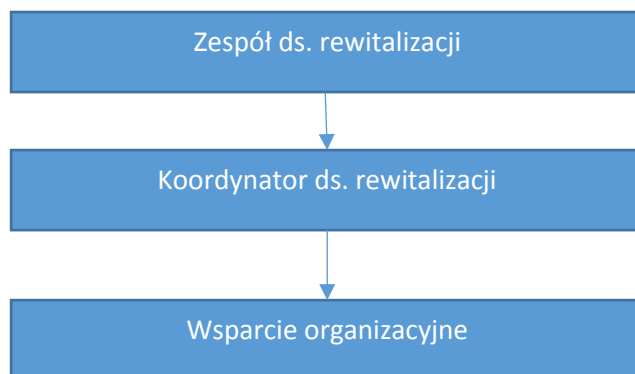 Zespół ds. rewitalizacji
Koordynator ds. rewitalizacji
Wsparcie organizacyjne